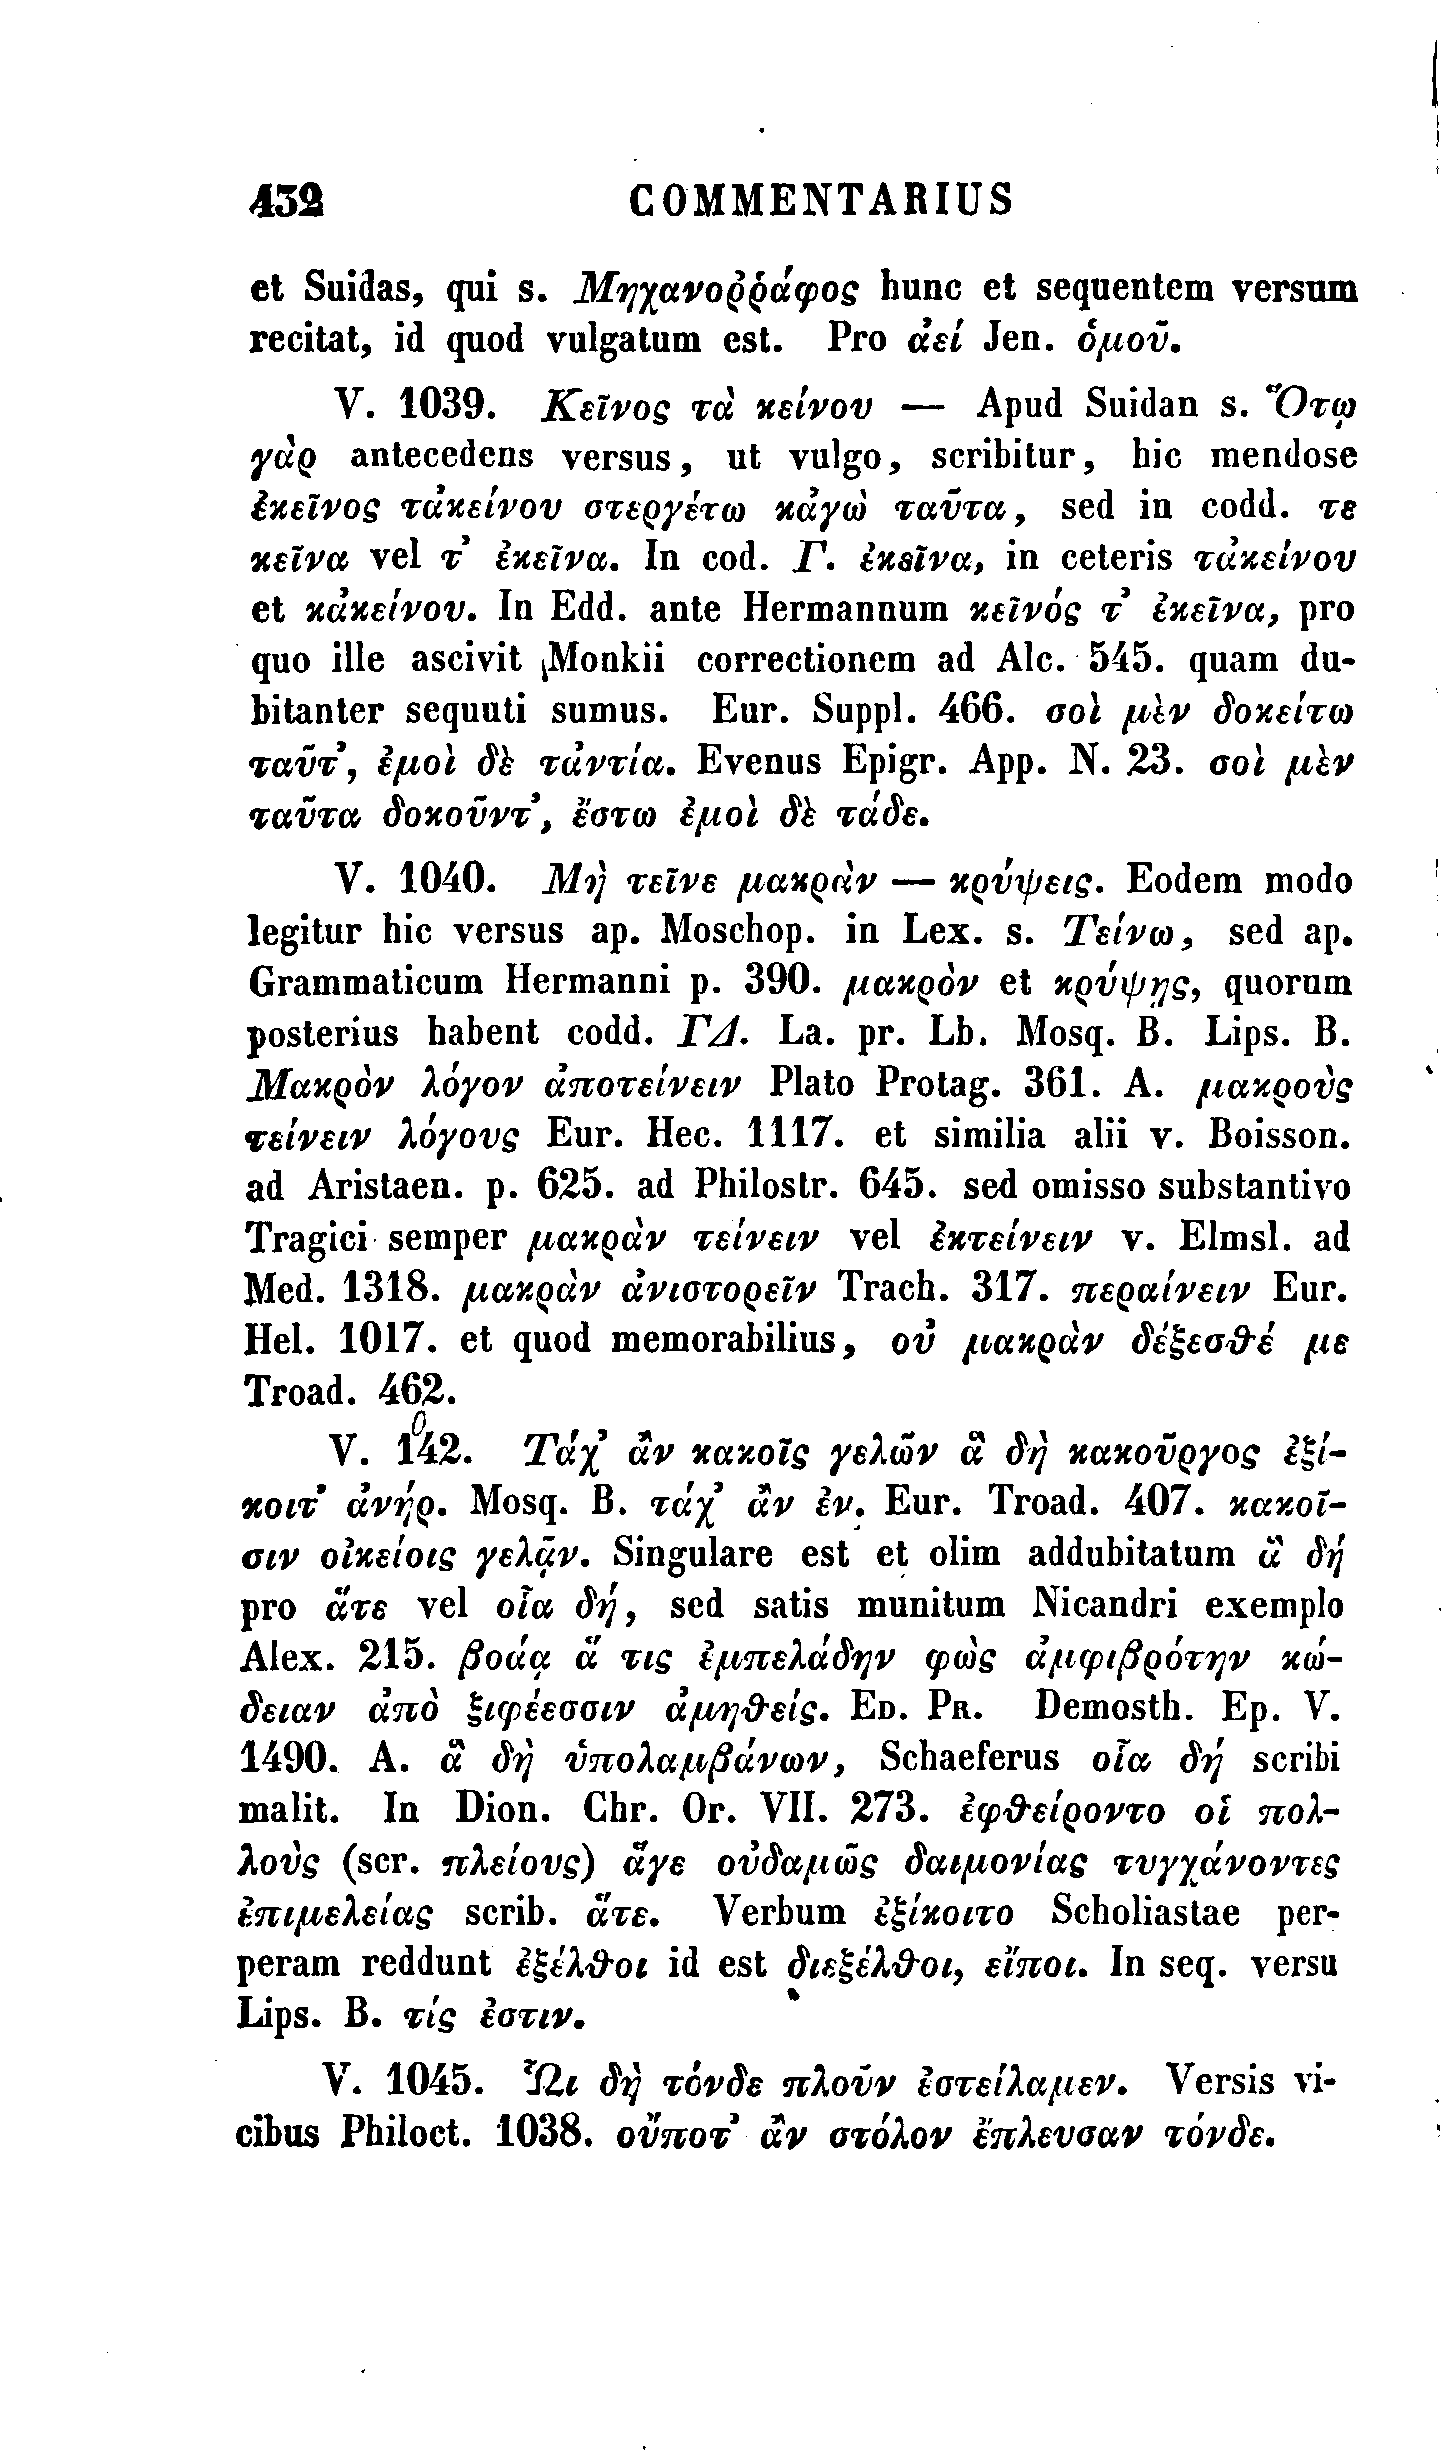 432 COMMENTARIUS
et Suidas, qui s. Μηχανοῤῥάφος hunc et sequentem versum
recitat, id quod vulgatum est. Pro ἀεί Jen. ὁμοῦ.
V. 1039. Κεῖνος τὰ κείνου — Apud Suidan s. Ὅτῳ
γὰρ antecedens versus, ut vulgo, scribitur, hic mendose
ἐκεῖνος τἀκείνου στεργέτω κἀγὼ ταῦτα, sed in codd. τε
κεῖνα vel τ’ ἐκεῖνα. In cod. Γ. ἐκεῖνα, in ceteris τἀκείνου
et κἀκείνου. In Edd. ante Hermannum κεῖνός τ’ ἐκεῖνα, pro
quo ille ascivit Monkii correctionem ad Alc. 545. quam du-
bitanter sequuti sumus. Eur. Suppl. 466. σοὶ μὲν δοκείτω
ταῦτ’, ἐμοὶ δὲ τἀντία. Evenus Epigr. App. N. 23. σοὶ μὲν
ταῦτα δοκοῦντ’, ἔστω ἐμοὶ δὲ τάδε.
V. 1040. Μὴ τεῖνε μακρὰν — κρύψεις. Eodem modo
legitur hic versus ap. Moschop. in Lex. s. Τείνω, sed ap.
Grammaticum Hermanni p. 390. μακρὸν et κρύψῃς, quorum
posterius habent codd. ΓΔ. La. pr. Lb. Mosq. B. Lips. B.
Μακρὸν λόγον ἀποτείνειν Plato Protag. 361. A. μακροὺς
τείνειν λόγους Eur. Hec. 1117. et similia alii v. Boisson.
ad Aristaen. p. 625. ad Philostr. 645. sed omisso substantivo
Tragici semper μακρὰν τείνειν vel ἐκτείνειν v. Elmsl. ad
Med. 1318. μακρὰν ἀνιστορεῖν Trach. 317. περαίνειν Eur.
Hel. 1017. et quod memorabilius, οὐ μακρὰν δέξεσθέ με
Troad. 462.
V. 1042. Τάχ’ ἂν κακοῖς γελῶν ἃ δὴ κακοῦργος ἐξί-
κοιτ’ ἀνήρ. Mosq. B. τάχ’ ἂν ἐν. Eur. Troad. 407. κακοῖ-
σιν οἰκείοις γελᾷν. Singulare est et olim addubitatum ἃ δή
pro ἅτε vel οἷα δή, sed satis munitum Nicandri exemplo
Alex. 215. βοάᾳ ἅ τις ἐμπελάδην φὼς ἀμφιβρότην κώ-
δειαν ἀπὸ ξιφέεσσιν ἀμηθείς. ED. PR. Demosth. Ep. V.
1490. A. ἃ δὴ ὑπολαμβάνων, Schaeferus οἷα δή scribi
malit. In Dion. Chr. Or. VII. 273. ἐφθείροντο οἱ πολ-
λοὺς (scr. πλείους) ἅγε οὐδαμῶς δαιμονίας τυγχάνοντες
ἐπιμελείας scrib. ἅτε. Verbum ἐξίκοιτο Scholiastae per-
peram reddunt ἐξέλθοι id est διεξέλθοι, εἴποι. In seq. versu
Lips. B. τίς ἐστιν.
V. 1045. Ὧι δὴ τόνδε πλοῦν ἐστείλαμεν. Versis vi-
cibus Philoct. 1038. οὔποτ’ ἂν στόλον ἔπλευσαν τόνδε.